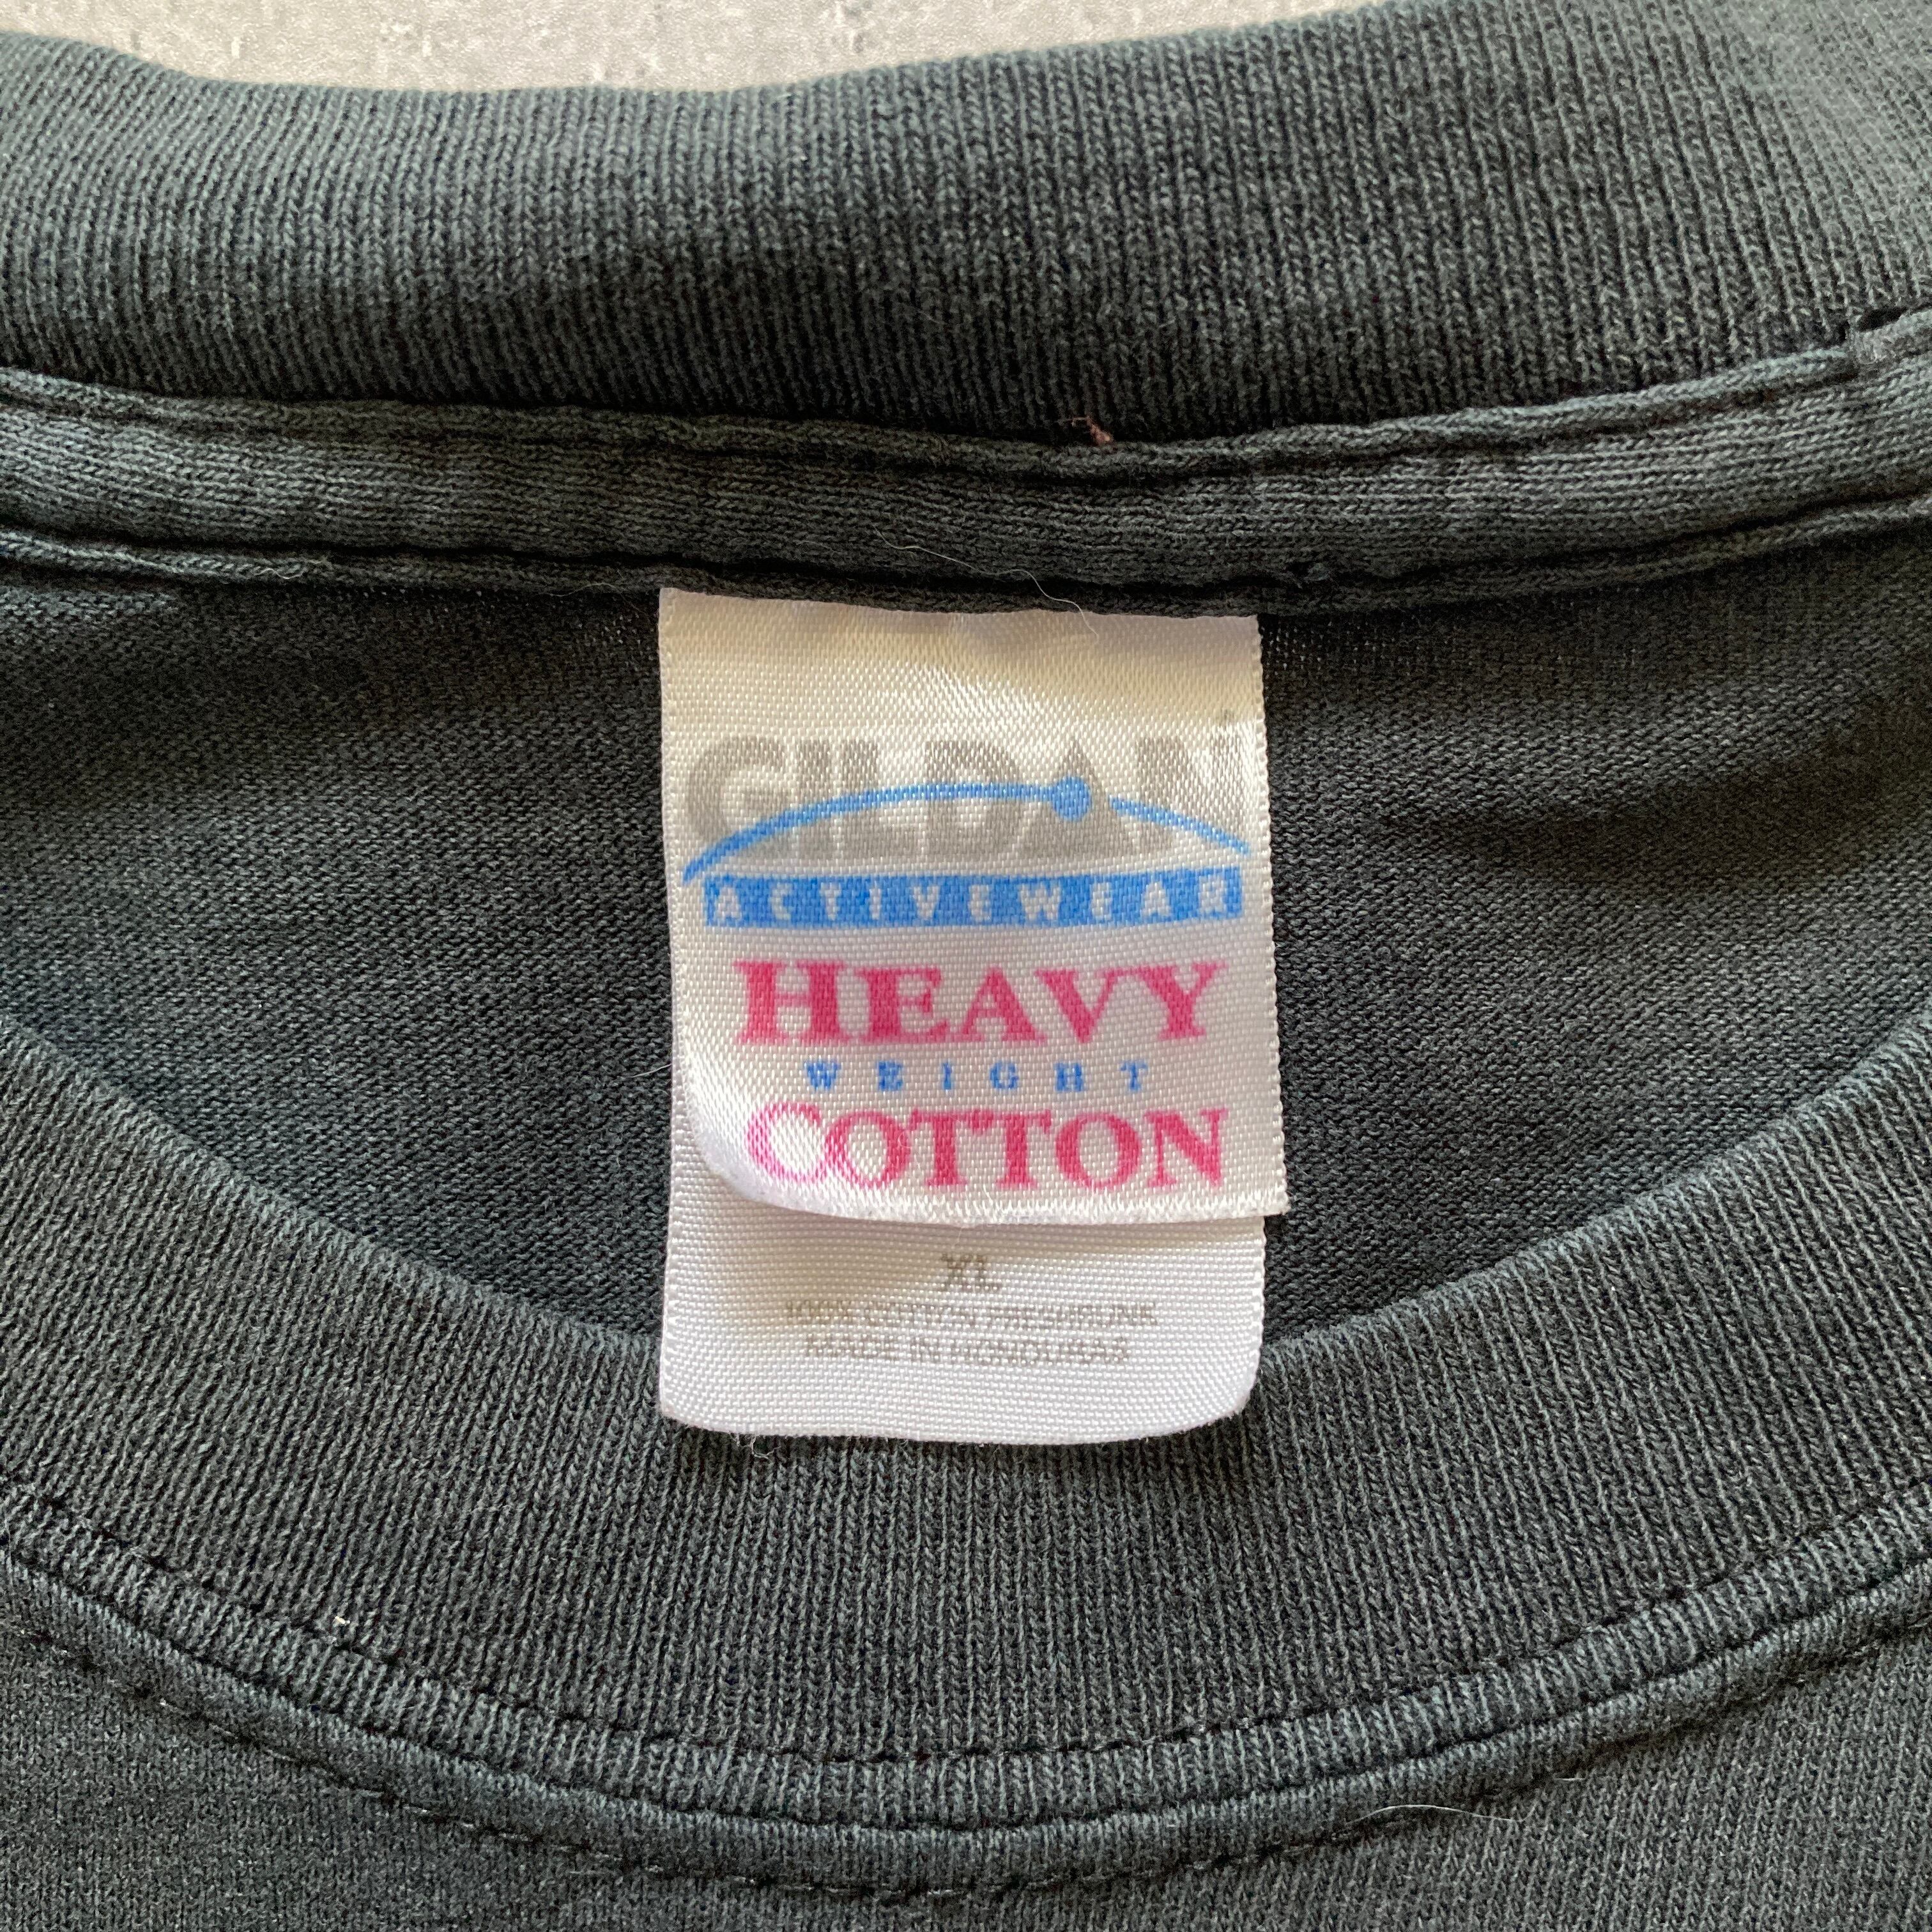 GILDAN
ACTIVEWEAR
HEAVY
WEIGHT
COTTON
XL
100% COTTON PRESHRUNK
MADE IN HONDURAS